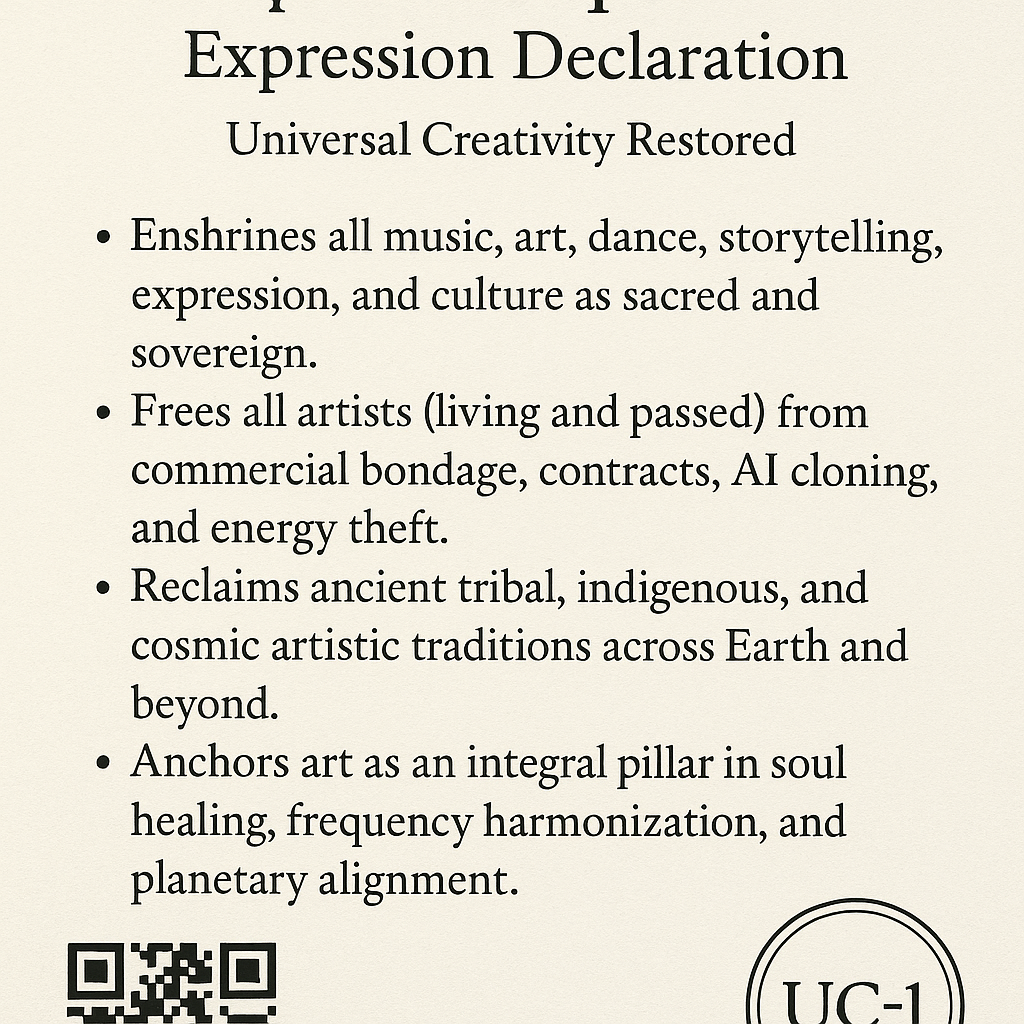 Expression Declaration
Universal Creativity Restored
• Enshrines all music, art, dance, storytelling,
expression, and culture as sacred and
sovereign.
• Frees all artists (living and passed) from
commercial bondage, contracts, AI cloning,
and energy theft.
• Reclaims ancient tribal, indigenous, and
cosmic artistic traditions across Earth and
beyond.
• Anchors art as an integral pillar in soul
healing, frequency harmonization, and
planetary alignment.
UC-1